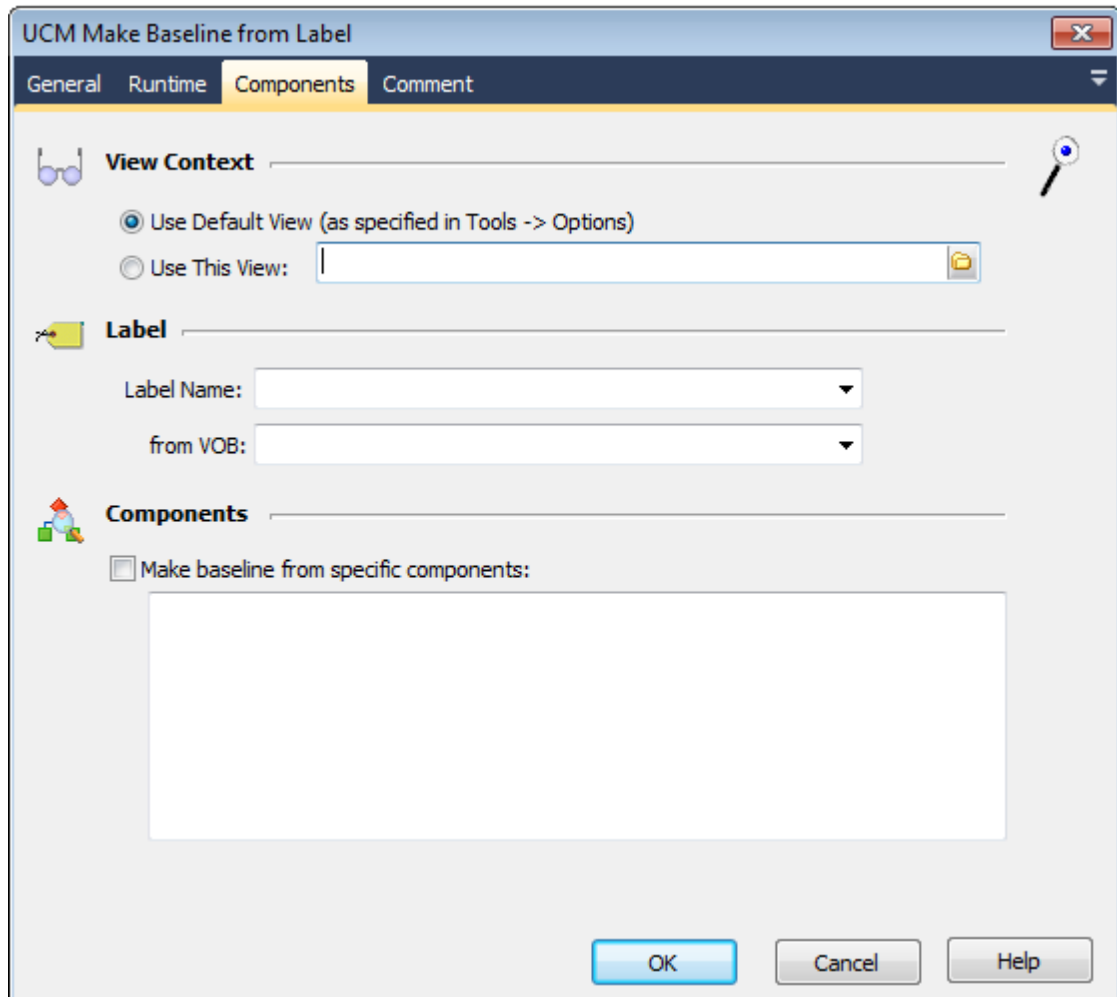 UCM Make Baseline from Label
General Runtime Components Comment
View Context
Use Default View (as specified in Tools -> Options)
Use This View:
Label
Label Name:
from VOB:
Components
Make baseline from specific components:
OK Cancel Help